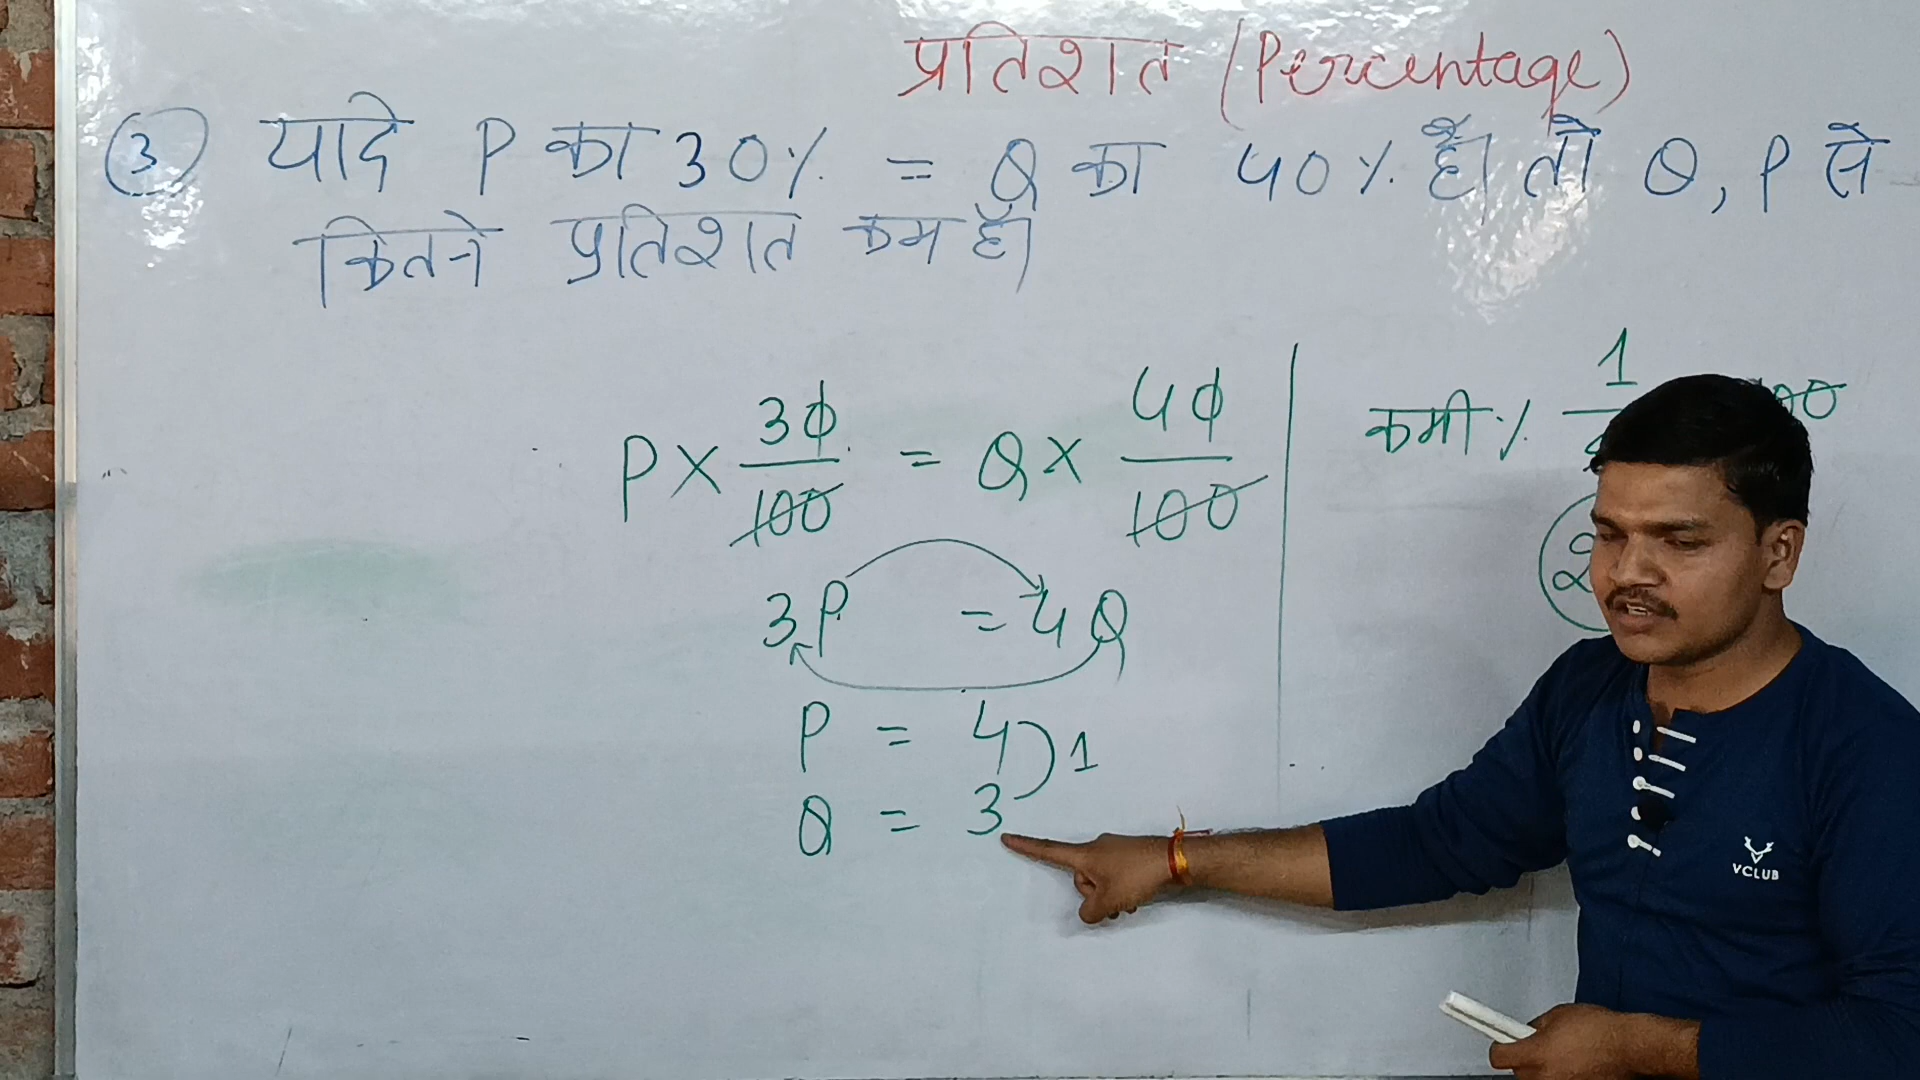 प्रतिशत (Percentage)
③ यदि P का 30% = Q का 40% है। तो Q, P से
कितने प्रतिशत कम है।
P × 30/100 = Q × 40/100
3P = 4Q
P = 4 ) 1
Q = 3
कमी % 1
VCLUB